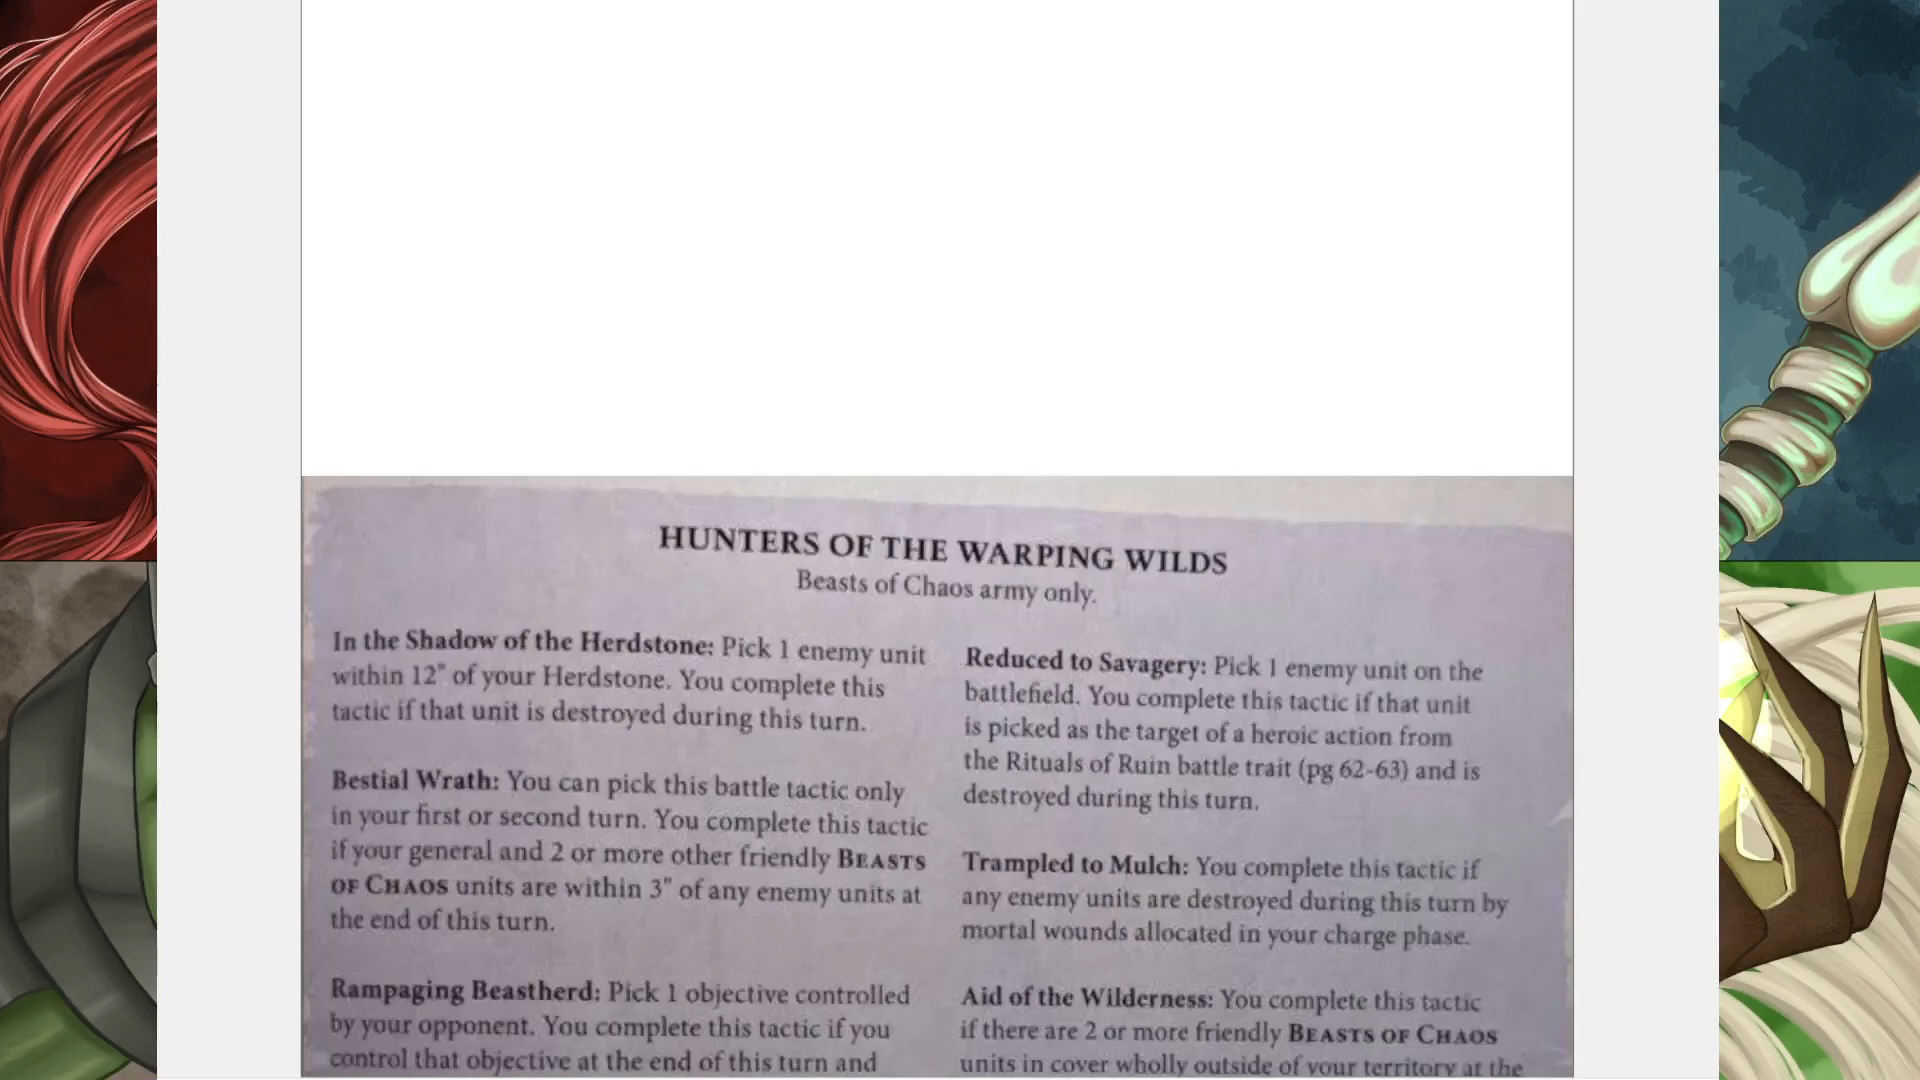 HUNTERS OF THE WARPING WILDS
Beasts of Chaos army only.
In the Shadow of the Herdstone: Pick 1 enemy unit
within 12" of your Herdstone. You complete this
tactic if that unit is destroyed during this turn.
Bestial Wrath: You can pick this battle tactic only
in your first or second turn. You complete this tactic
if your general and 2 or more other friendly BEASTS
OF CHAOS units are within 3" of any enemy units at
the end of this turn.
Rampaging Beastherd: Pick 1 objective controlled
by your opponent. You complete this tactic if you
control that objective at the end of this turn and
Reduced to Savagery: Pick 1 enemy unit on the
battlefield. You complete this tactic if that unit
is picked as the target of a heroic action from
the Rituals of Ruin battle trait (pg 62-63) and is
destroyed during this turn.
Trampled to Mulch: You complete this tactic if
any enemy units are destroyed during this turn by
mortal wounds allocated in your charge phase.
Aid of the Wilderness: You complete this tactic
if there are 2 or more friendly BEASTS OF CHAOS
units in cover wholly outside of your territory at the